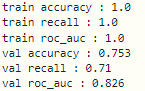 train accuracy : 1.0
train recall : 1.0
train roc_auc : 1.0
val accuracy : 0.753
val recall : 0.71
val roc_auc : 0.826